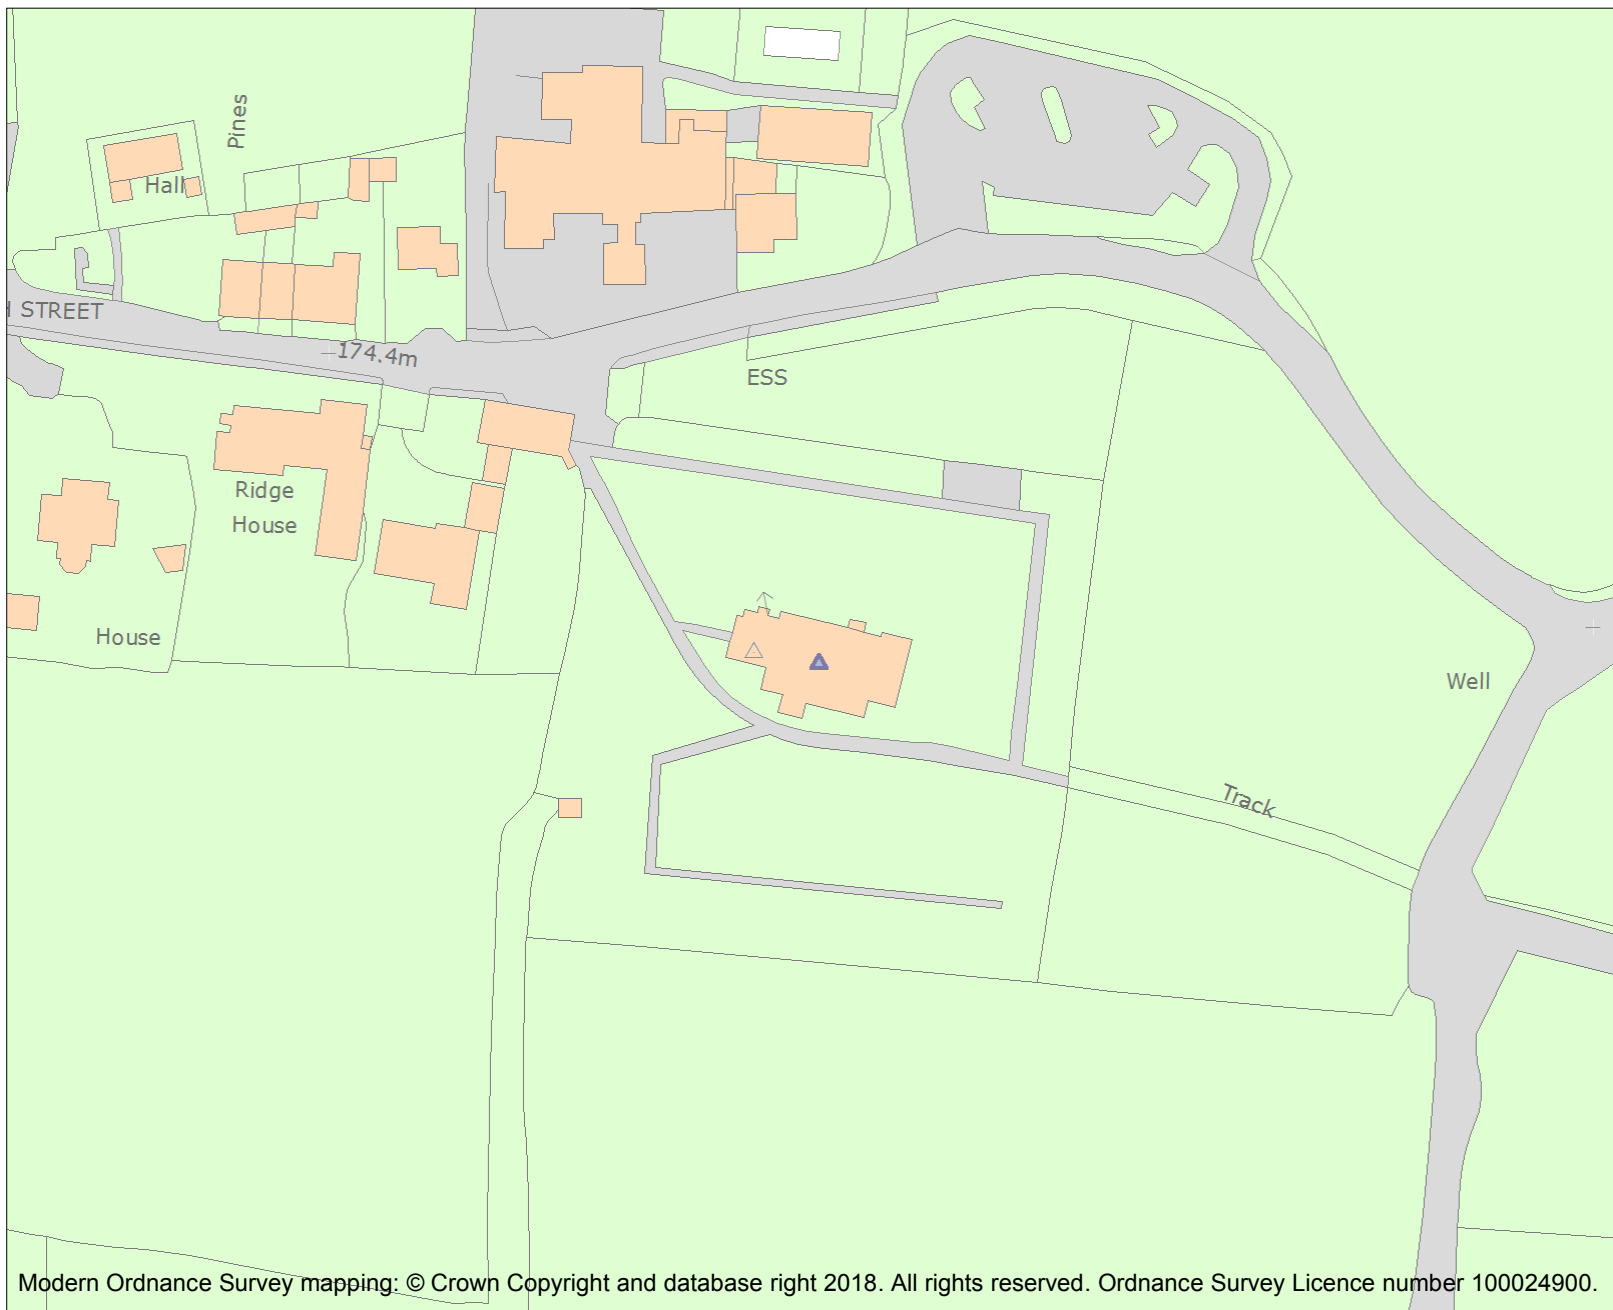 Pines
Hall
H STREET
174.4m
ESS
Ridge
House
House
Well
Track
Modern Ordnance Survey mapping: © Crown Copyright and database right 2018. All rights reserved. Ordnance Survey Licence number 100024900.